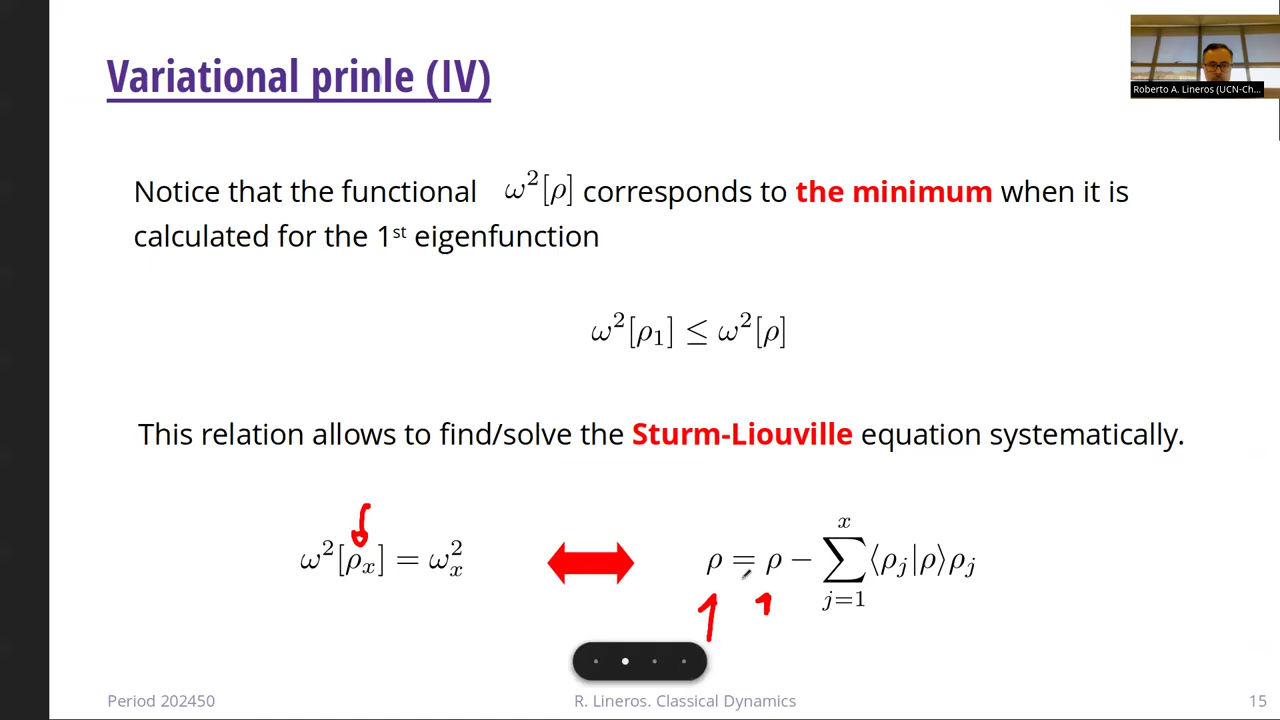 Variational prinle (IV)
Roberto A. Lineros (UCN-Ch...
Notice that the functional ω²[ρ] corresponds to the minimum when it is
calculated for the 1st eigenfunction
ω²[ρ₁] ≤ ω²[ρ]
This relation allows to find/solve the Sturm-Liouville equation systematically.
ω²[ρₓ] = ωₓ² ρ = ρ − ∑_{j=1}^{x} ⟨ρⱼ|ρ⟩ρⱼ
Period 202450 R. Lineros. Classical Dynamics 15